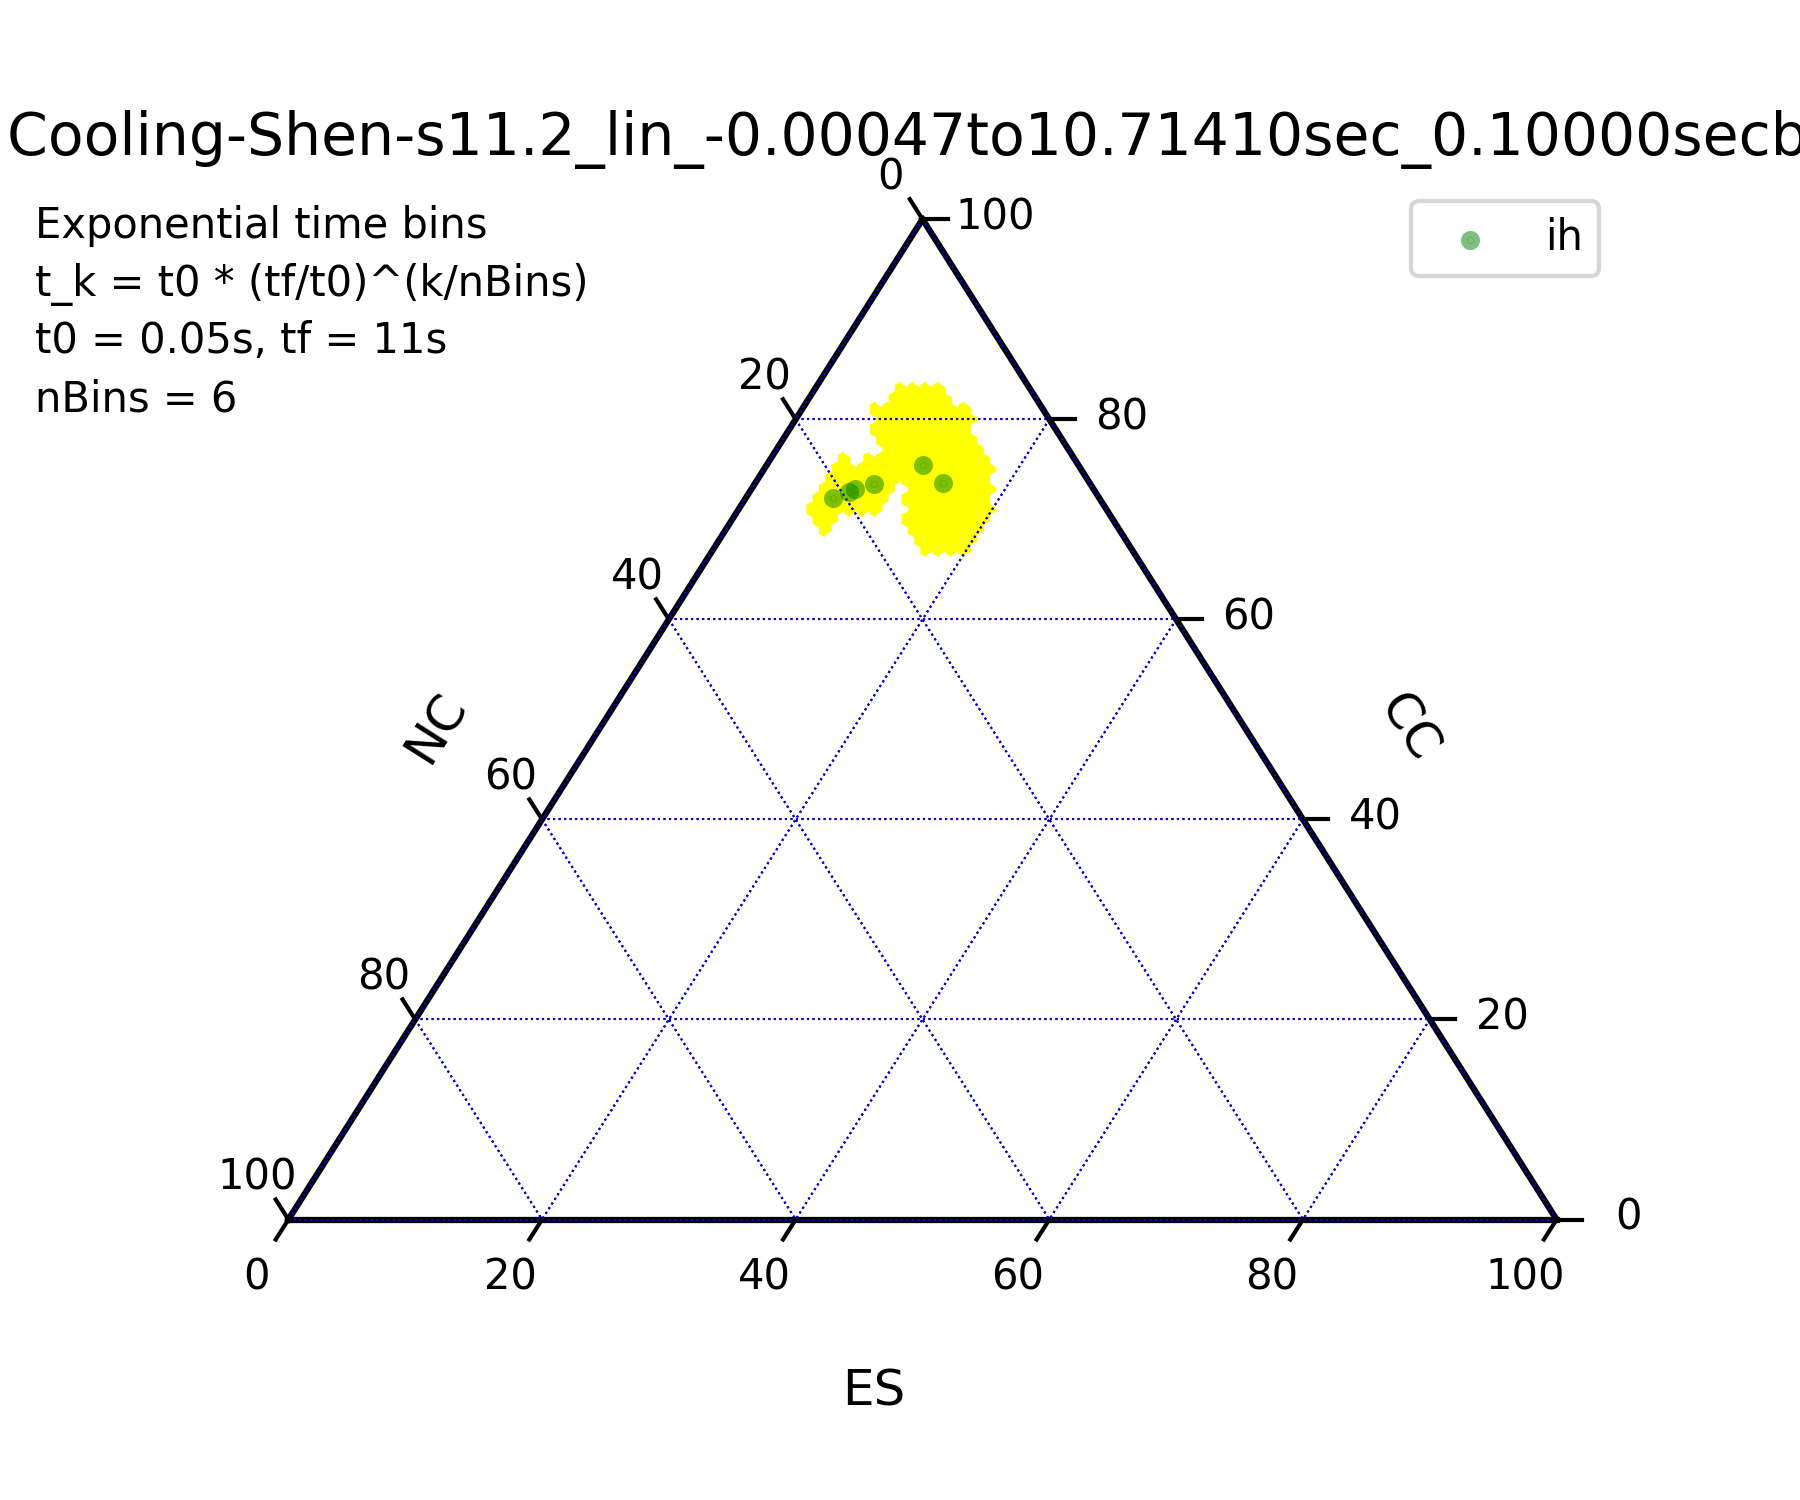 Cooling-Shen-s11.2_lin_-0.00047to10.71410sec_0.10000secb
Exponential time bins
t_k = t0 * (tf/t0)^(k/nBins)
t0 = 0.05s, tf = 11s
nBins = 6
ih
0
100
20
80
40
60
NC
CC
60
40
80
20
100
0
0
20
40
60
80
100
ES